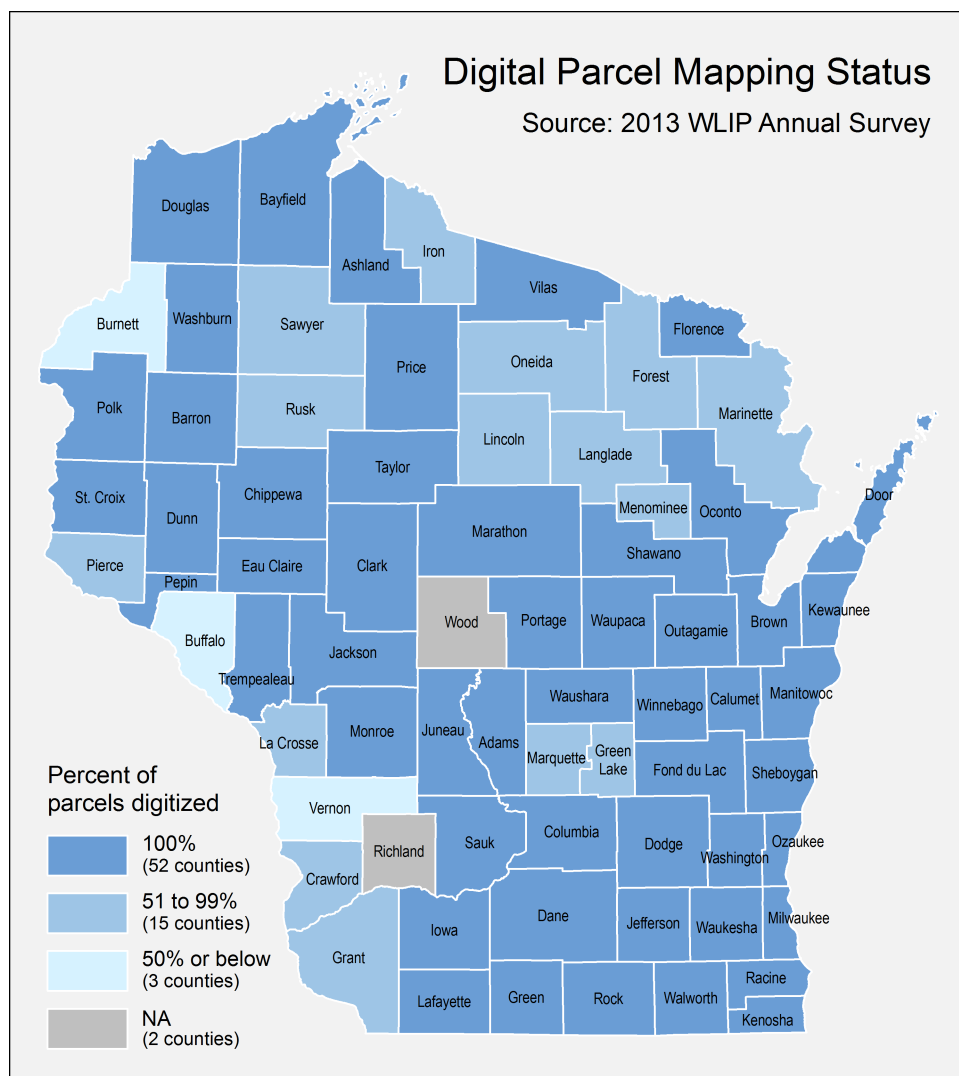 Digital Parcel Mapping Status
Source: 2013 WLIP Annual Survey
Douglas
Bayfield
Ashland
Iron
Vilas
Burnett
Washburn
Sawyer
Florence
Price
Oneida
Forest
Polk
Barron
Rusk
Marinette
Lincoln
Langlade
Taylor
St. Croix
Chippewa
Door
Dunn
Menominee
Oconto
Marathon
Shawano
Pierce
Eau Claire
Clark
Pepin
Wood
Portage
Waupaca
Outagamie
Brown
Kewaunee
Buffalo
Jackson
Trempealeau
Waushara
Winnebago
Calumet
Manitowoc
La Crosse
Monroe
Juneau
Adams
Marquette
Green
Lake
Fond du Lac
Sheboygan
Vernon
Richland
Sauk
Columbia
Dodge
Washington
Ozaukee
Crawford
Grant
Iowa
Dane
Jefferson
Waukesha
Milwaukee
Lafayette
Green
Rock
Walworth
Racine
Kenosha
Percent of
parcels digitized
100%
(52 counties)
51 to 99%
(15 counties)
50% or below
(3 counties)
NA
(2 counties)